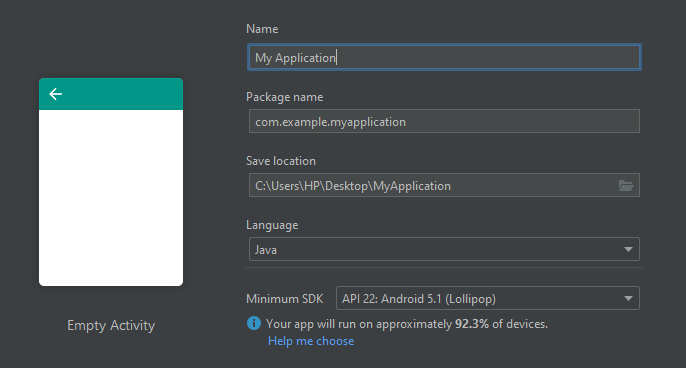 Name
My Application
Package name
com.example.myapplication
Save location
C:\Users\HP\Desktop\MyApplication
Language
Java
Minimum SDK API 22: Android 5.1 (Lollipop)
Your app will run on approximately 92.3% of devices.
Help me choose
Empty Activity